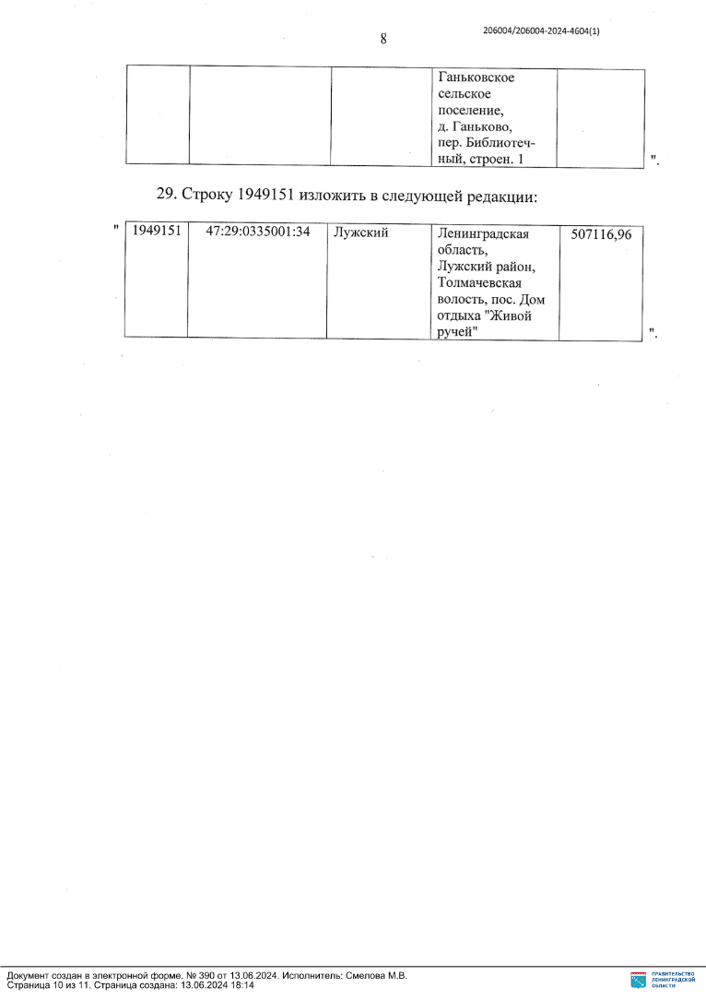 206004/206004-2024-4604(1)
8
Ганьковское
сельское
поселение,
д. Ганьково,
пер. Библиотеч-
ный, строен. 1
".
29. Строку 1949151 изложить в следующей редакции:
" 1949151 47:29:0335001:34 Лужский Ленинградская 507116,96
область,
Лужский район,
Толмачевская
волость, пос. Дом
отдыха "Живой
ручей"
".
Документ создан в электронной форме. № 390 от 13.06.2024. Исполнитель: Смелова М.В.
Страница 10 из 11. Страница создана: 13.06.2024 18:14
ПРАВИТЕЛЬСТВО
ЛЕНИНГРАДСКОЙ
ОБЛАСТИ